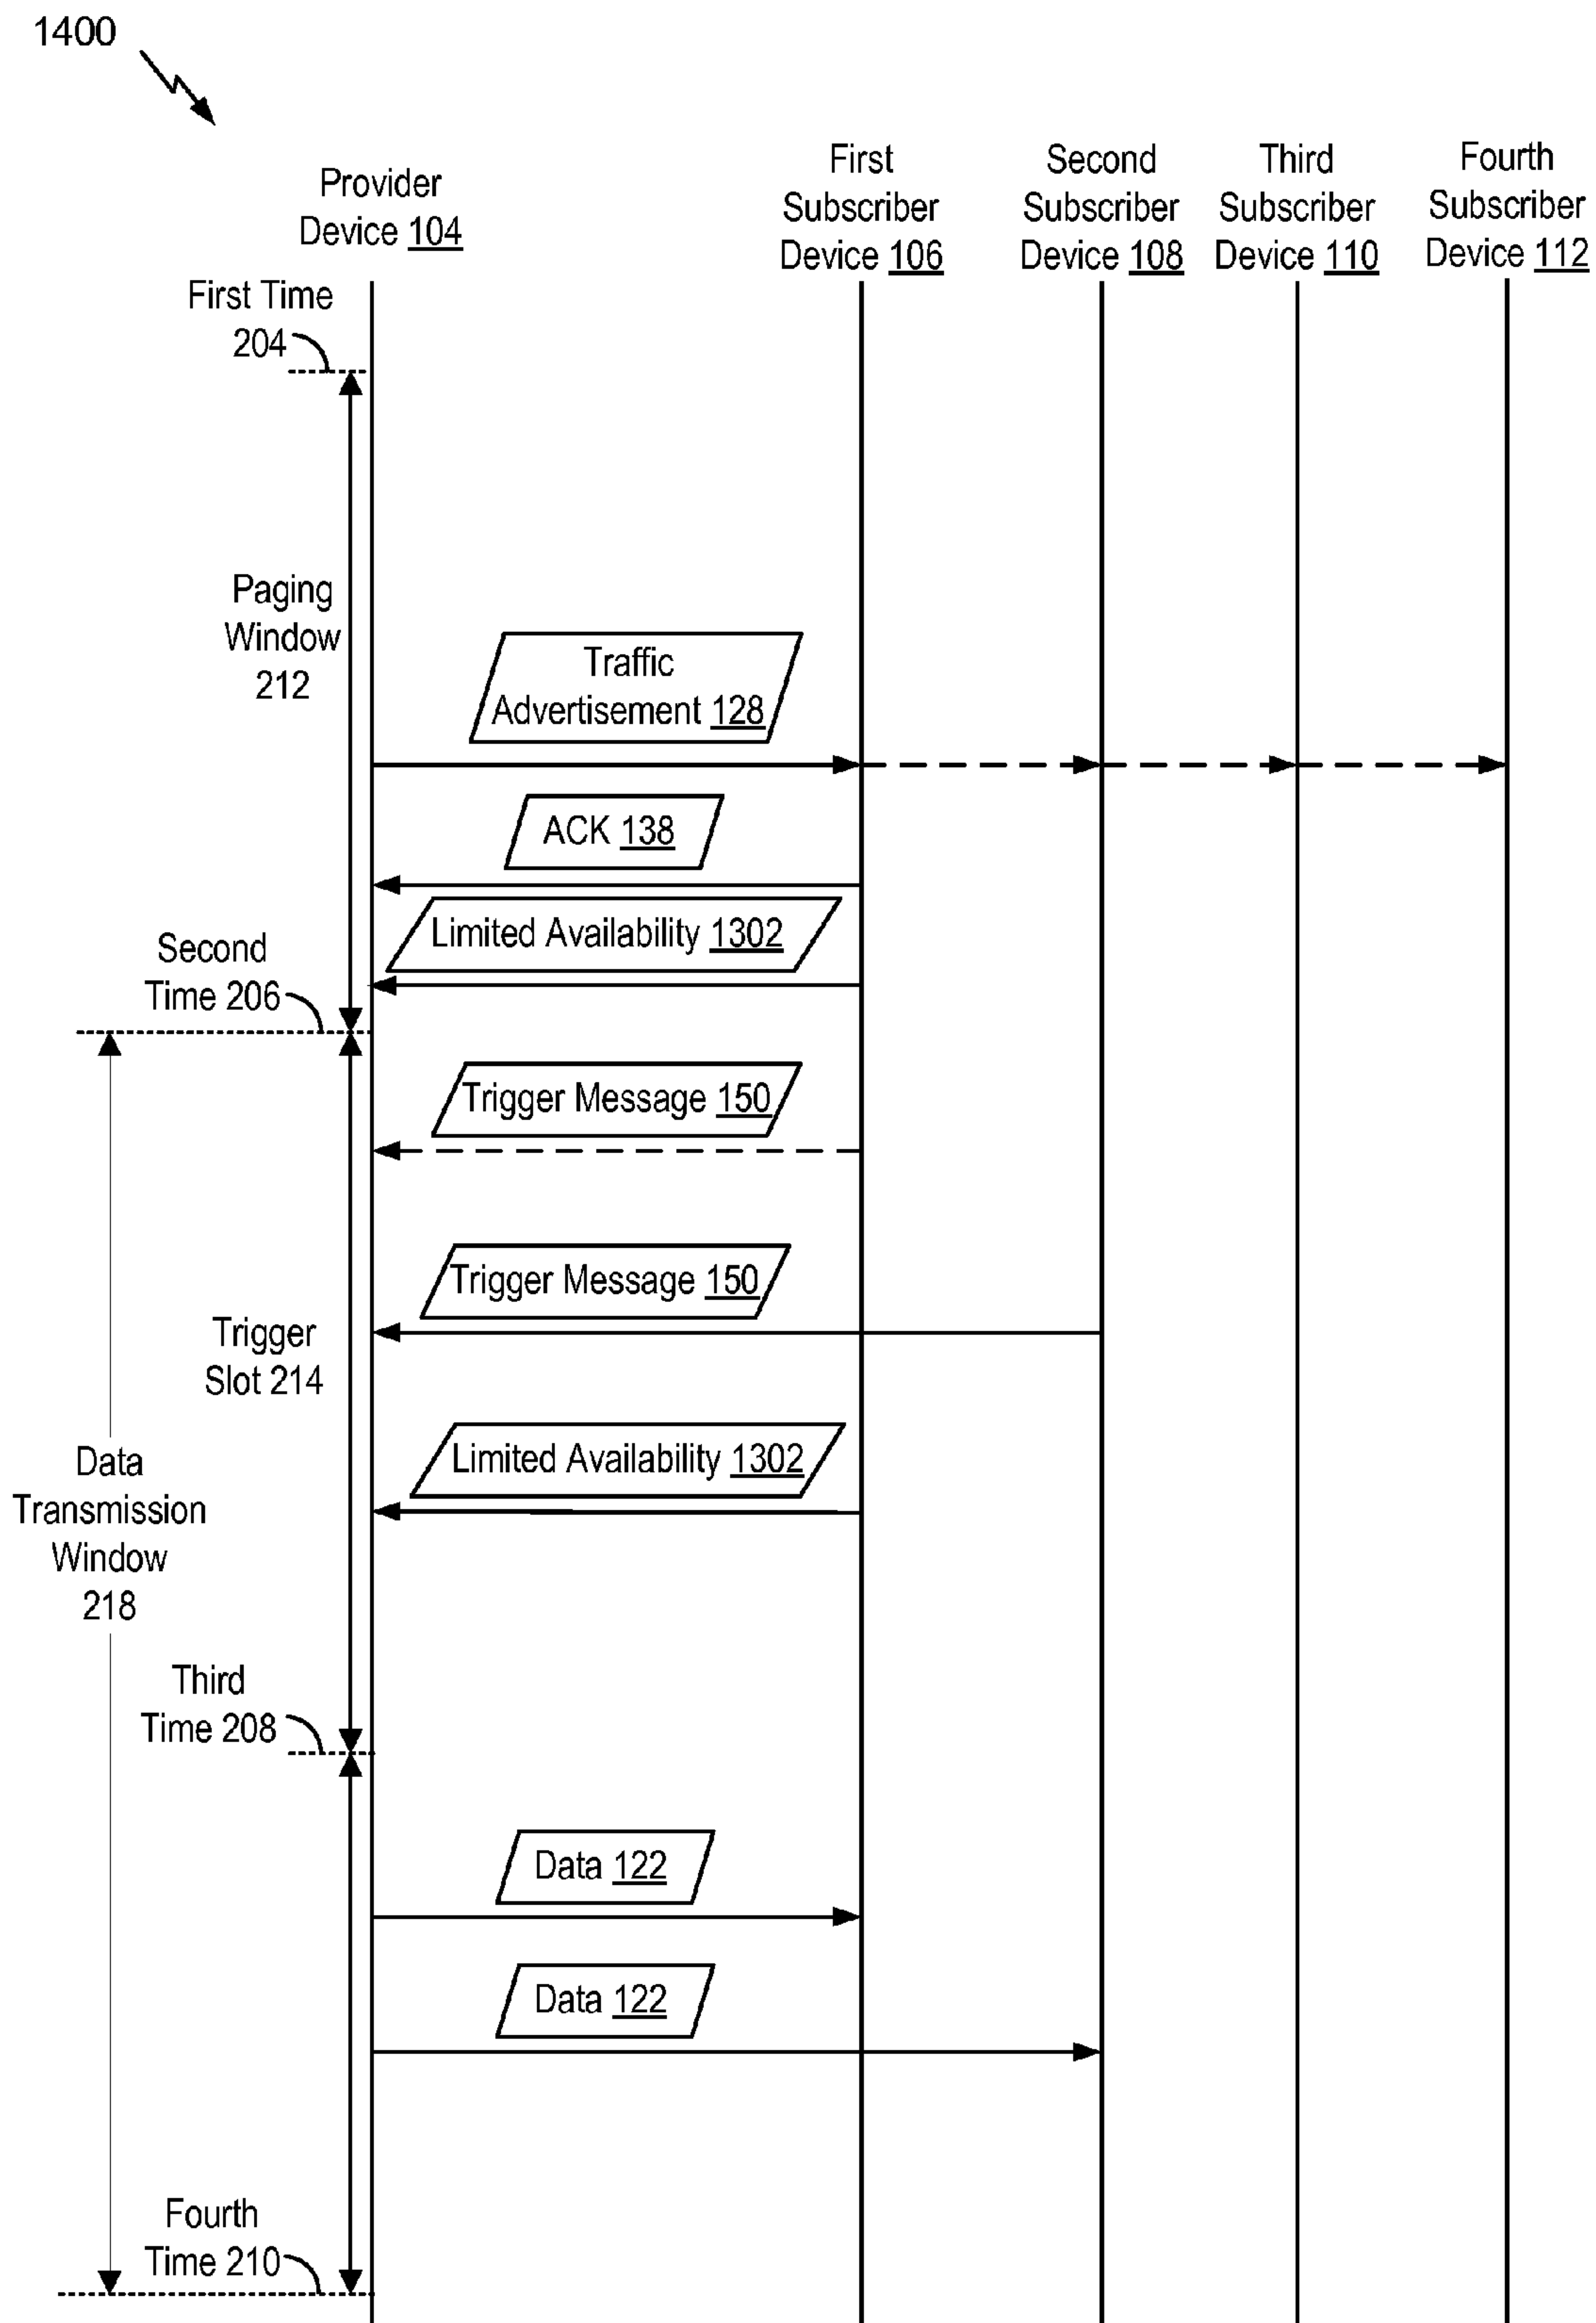 1400
Provider
Device 104
First
Subscriber
Device 106
Second
Subscriber
Device 108
Third
Subscriber
Device 110
Fourth
Subscriber
Device 112
First Time
204
Paging
Window
212
Traffic
Advertisement 128
ACK 138
Limited Availability 1302
Second
Time 206
Trigger Message 150
Trigger Message 150
Trigger
Slot 214
Limited Availability 1302
Data
Transmission
Window
218
Third
Time 208
Data 122
Data 122
Fourth
Time 210